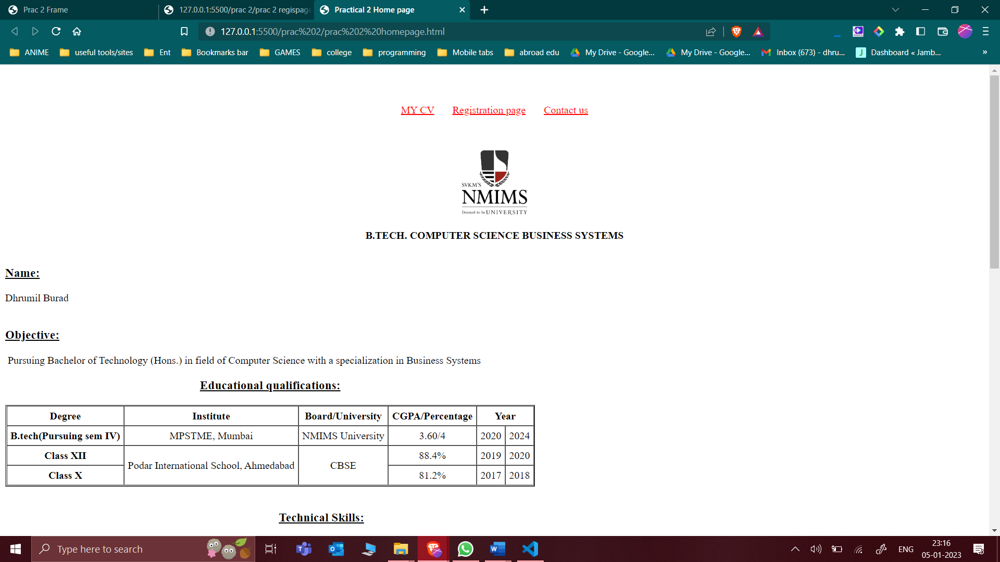 Prac 2 Frame
127.0.0.1:5500/prac 2/prac 2 regispage
Practical 2 Home page
127.0.0.1:5500/prac%202/prac%202%20homepage.html
ANIME useful tools/sites Ent Bookmarks bar GAMES college programming Mobile tabs abroad edu My Drive - Google... My Drive - Google... Inbox (673) - dhru... J Dashboard « Jamb... »
MY CV Registration page Contact us
SVKM'S
NMIMS
Deemed to be UNIVERSITY
B.TECH. COMPUTER SCIENCE BUSINESS SYSTEMS
Name:
Dhrumil Burad
Objective:
Pursuing Bachelor of Technology (Hons.) in field of Computer Science with a specialization in Business Systems
Educational qualifications:
Degree Institute Board/University CGPA/Percentage Year
B.tech(Pursuing sem IV) MPSTME, Mumbai NMIMS University 3.60/4 2020 2024
Class XII Podar International School, Ahmedabad CBSE 88.4% 2019 2020
Class X 81.2% 2017 2018
Technical Skills:
Type here to search
ENG
23:16
05-01-2023